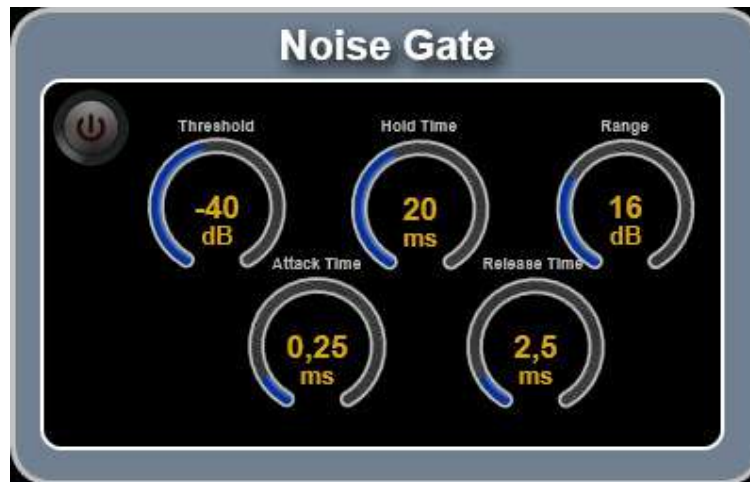 Noise Gate
Threshold
-40
dB
Hold Time
20
ms
Range
16
dB
Attack Time
0,25
ms
Release Time
2,5
ms